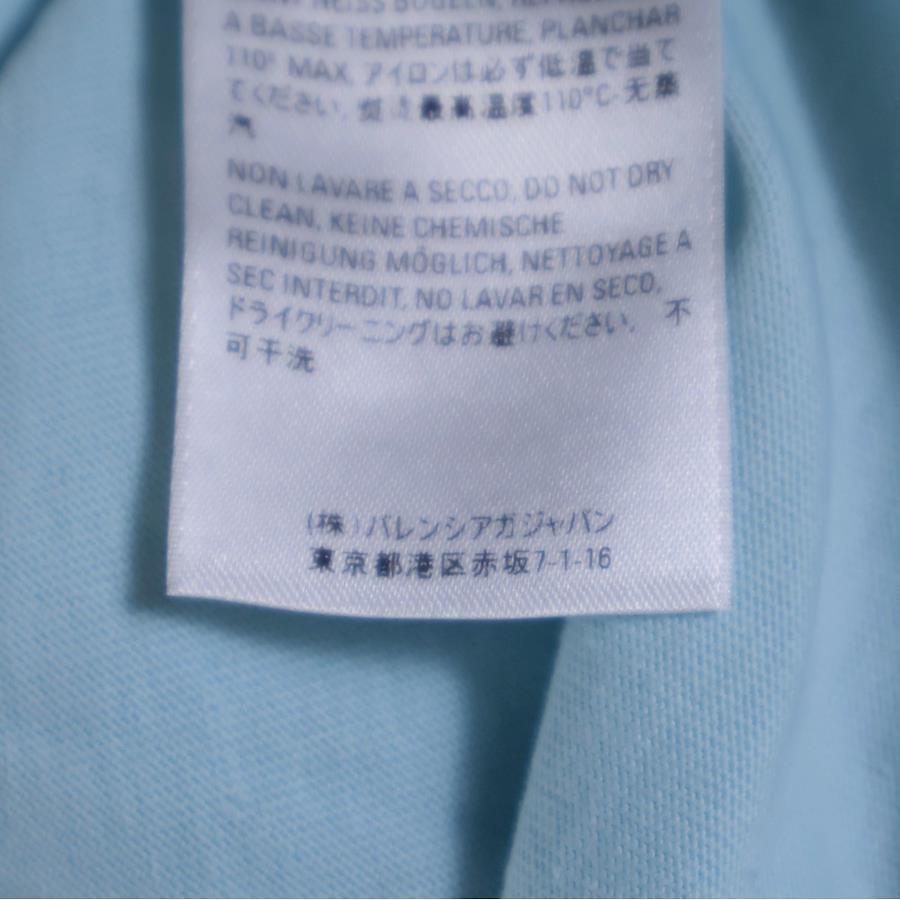 NEISS BÜGELN,
A BASSE TEMPERATURE, PLANCHAR
110° MAX, アイロンは必ず低温で当て
てください, 熨烫最高温度110°C-无蒸
汽
NON LAVARE A SECCO, DO NOT DRY
CLEAN, KEINE CHEMISCHE
REINIGUNG MÖGLICH, NETTOYAGE A
SEC INTERDIT, NO LAVAR EN SECO,
ドライクリーニングはお避けください, 不
可干洗
(株)バレンシアガジャパン
東京都港区赤坂7-1-16